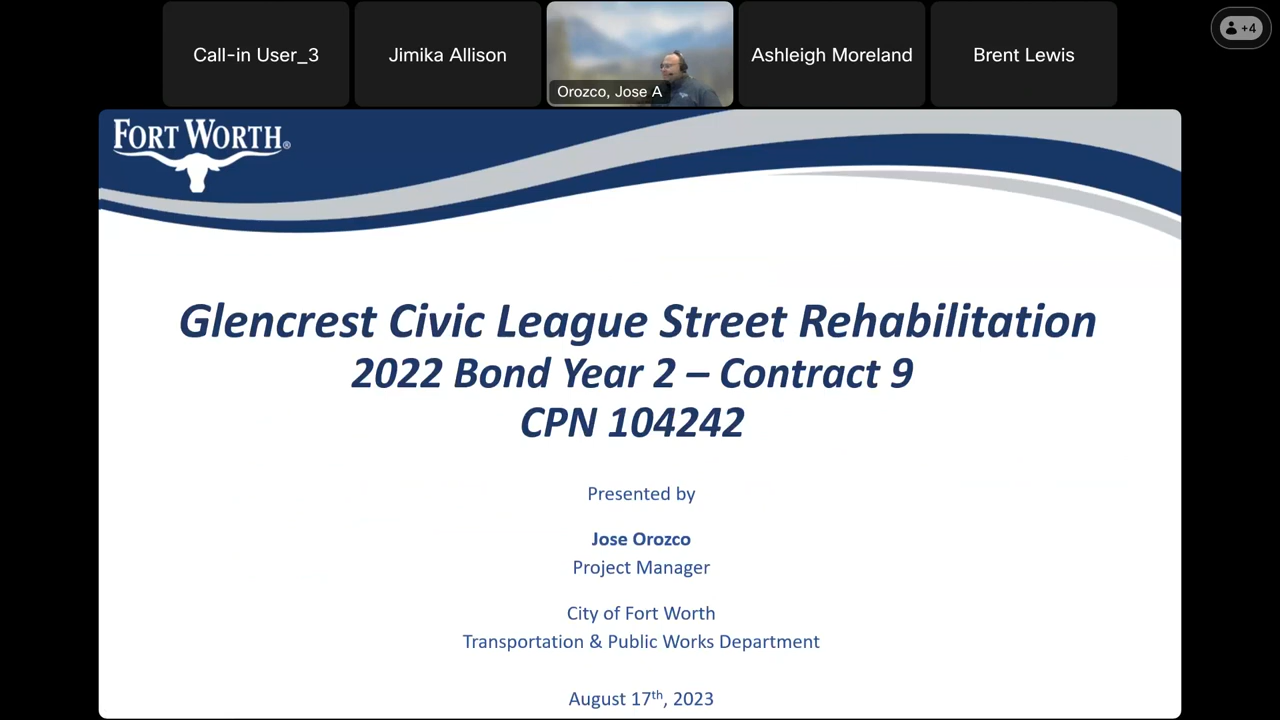 Call-in User_3
Jimika Allison
Orozco, Jose A
Ashleigh Moreland
Brent Lewis
+4
FORT WORTH®
Glencrest Civic League Street Rehabilitation
2022 Bond Year 2 – Contract 9
CPN 104242
Presented by
Jose Orozco
Project Manager
City of Fort Worth
Transportation & Public Works Department
August 17th, 2023